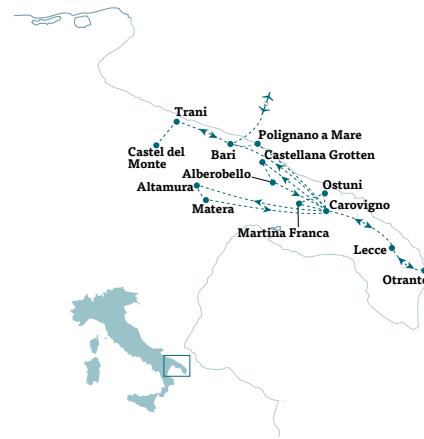 Trani
Polignano a Mare
Castel del
Monte
Bari
Castellana Grotten
Alberobello
Altamura
Ostuni
Matera
Carovigno
Martina Franca
Lecce
Otranto